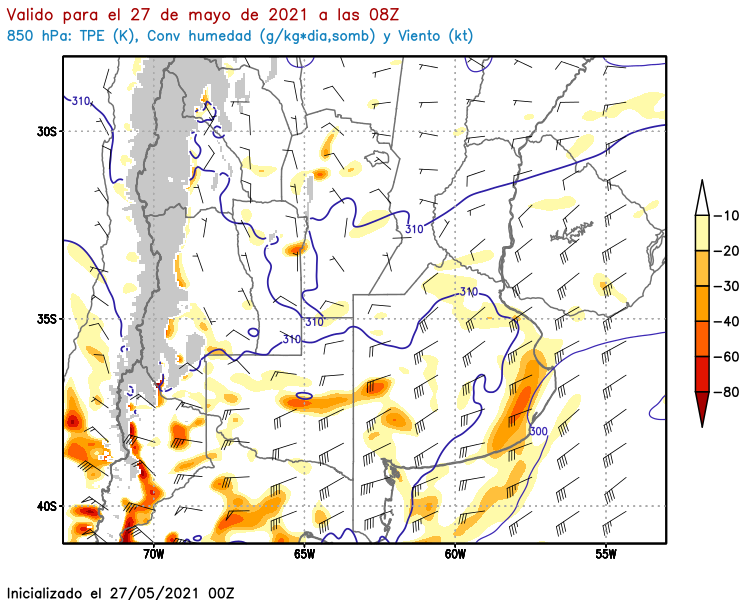 Valido para el 27 de mayo de 2021 a las 08Z
850 hPa: TPE (K), Conv humedad (g/kg*dia,somb) y Viento (kt)
310
30S
-10
310
-20
310
-30
35S
310
-40
310
-60
-80
300
40S
70W 65W 60W 55W
Inicializado el 27/05/2021 00Z